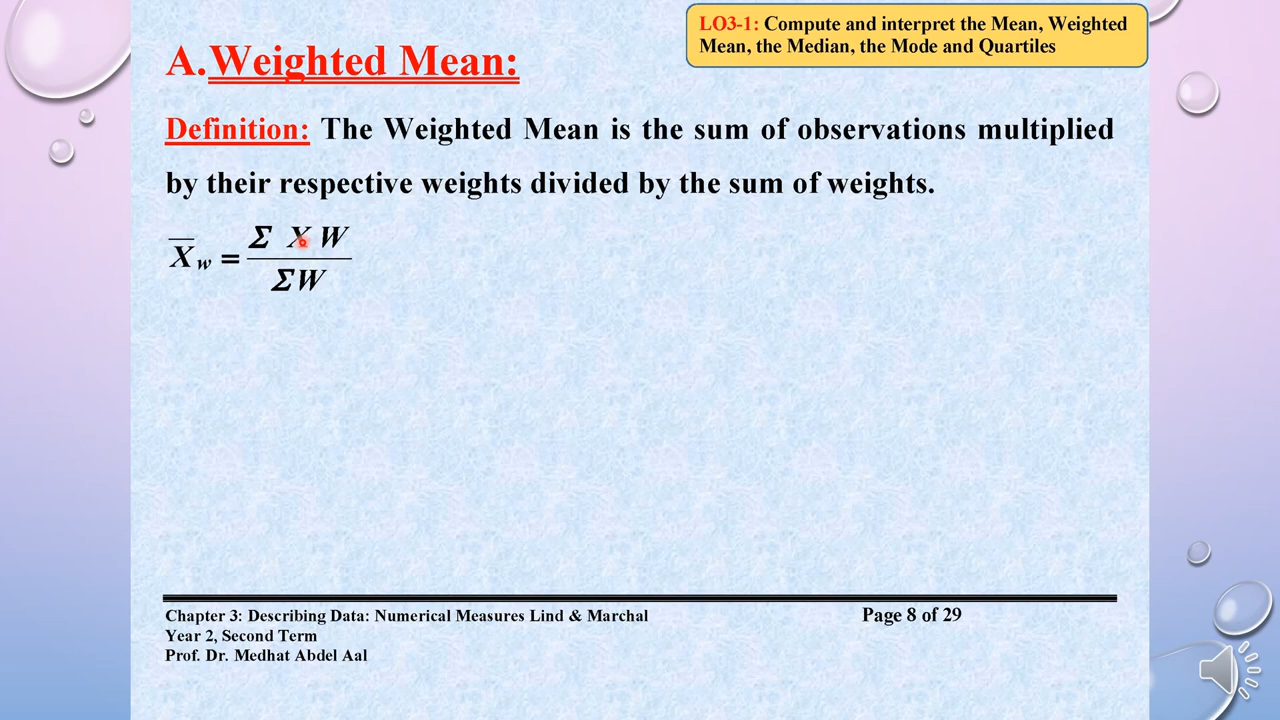 LO3-1: Compute and interpret the Mean, Weighted
Mean, the Median, the Mode and Quartiles
A. Weighted Mean:
Definition: The Weighted Mean is the sum of observations multiplied
by their respective weights divided by the sum of weights.
X̄w = Σ X W / ΣW
Chapter 3: Describing Data: Numerical Measures Lind & Marchal Page 8 of 29
Year 2, Second Term
Prof. Dr. Medhat Abdel Aal